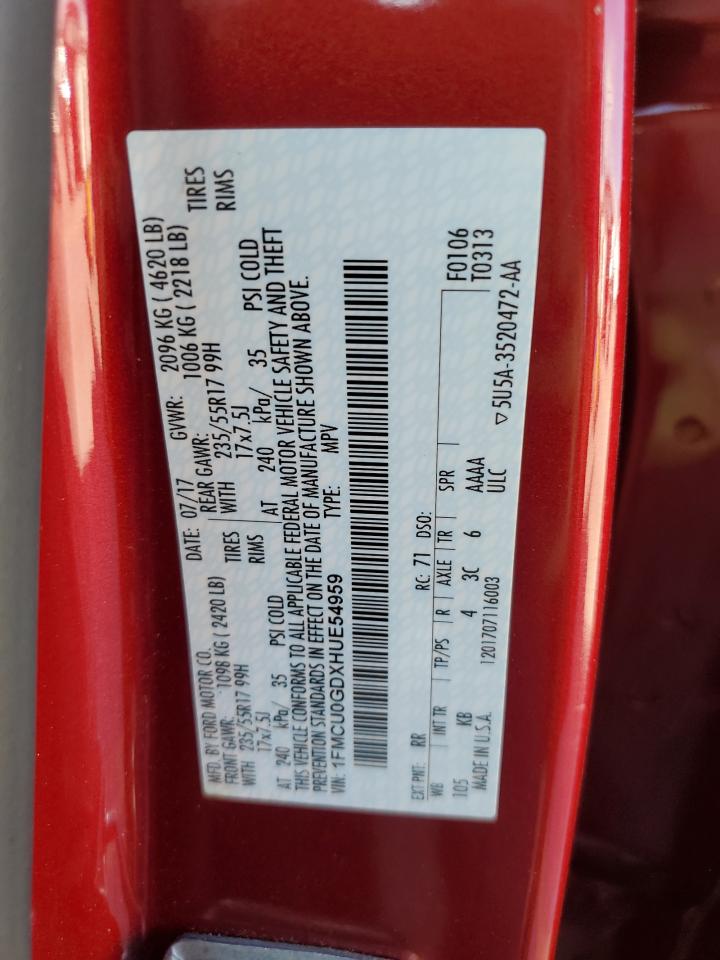 MFD. BY FORD MOTOR CO.
DATE: 07/17 GVWR: 2096 KG ( 4620 LB)
FRONT GAWR: 1098 KG ( 2420 LB) REAR GAWR: 1006 KG ( 2218 LB)
WITH 235/55R17 99H TIRES WITH 235/55R17 99H TIRES
17x7.5J RIMS 17x7.5J RIMS
AT 240 kPa/ 35 PSI COLD AT 240 kPa/ 35 PSI COLD
THIS VEHICLE CONFORMS TO ALL APPLICABLE FEDERAL MOTOR VEHICLE SAFETY AND THEFT
PREVENTION STANDARDS IN EFFECT ON THE DATE OF MANUFACTURE SHOWN ABOVE.
VIN: 1FMCU0GDXHUE54959 TYPE: MPV
EXT PNT: RR RC: 71 DSO: F0106
WB INT TR TP/PS R AXLE TR SPR T0313
105 KB 4 3C 6 AAAA
MADE IN U.S.A. 1201707116003 ULC ▽5U5A-3520472-AA